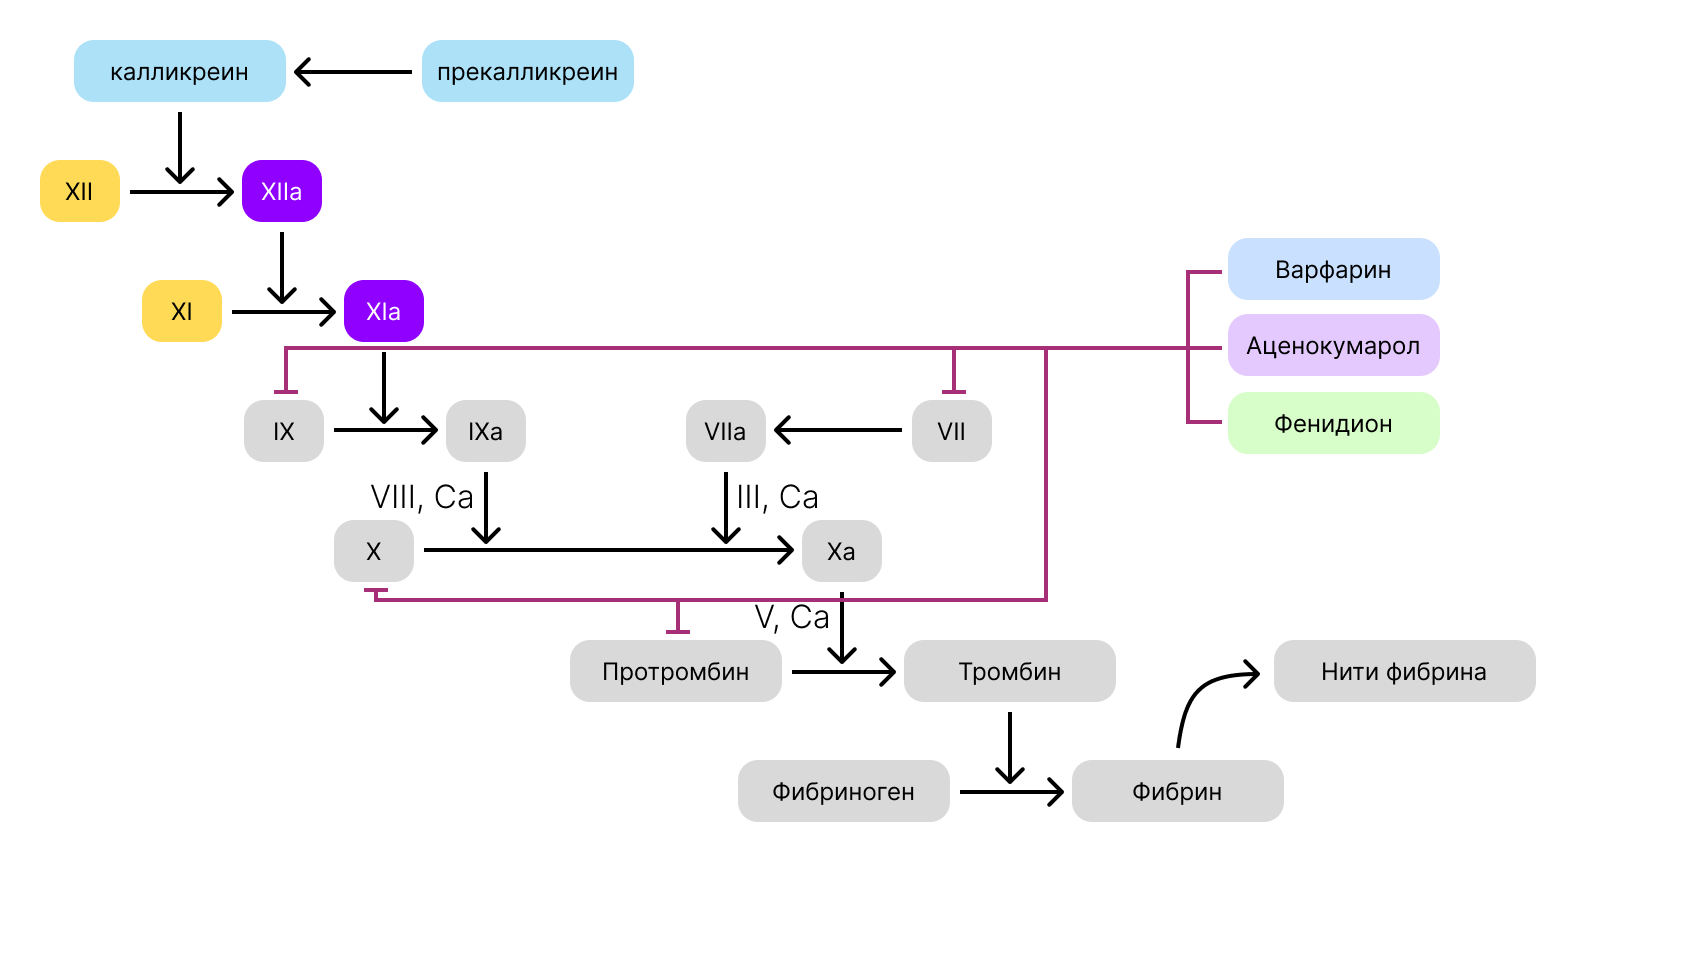 калликреин
прекалликреин
XII
XIIa
XI
XIa
Варфарин
Аценокумарол
Фенидион
IX
IXa
VIIa
VII
VIII, Ca
III, Ca
X
Xa
V, Ca
Протромбин
Тромбин
Нити фибрина
Фибриноген
Фибрин